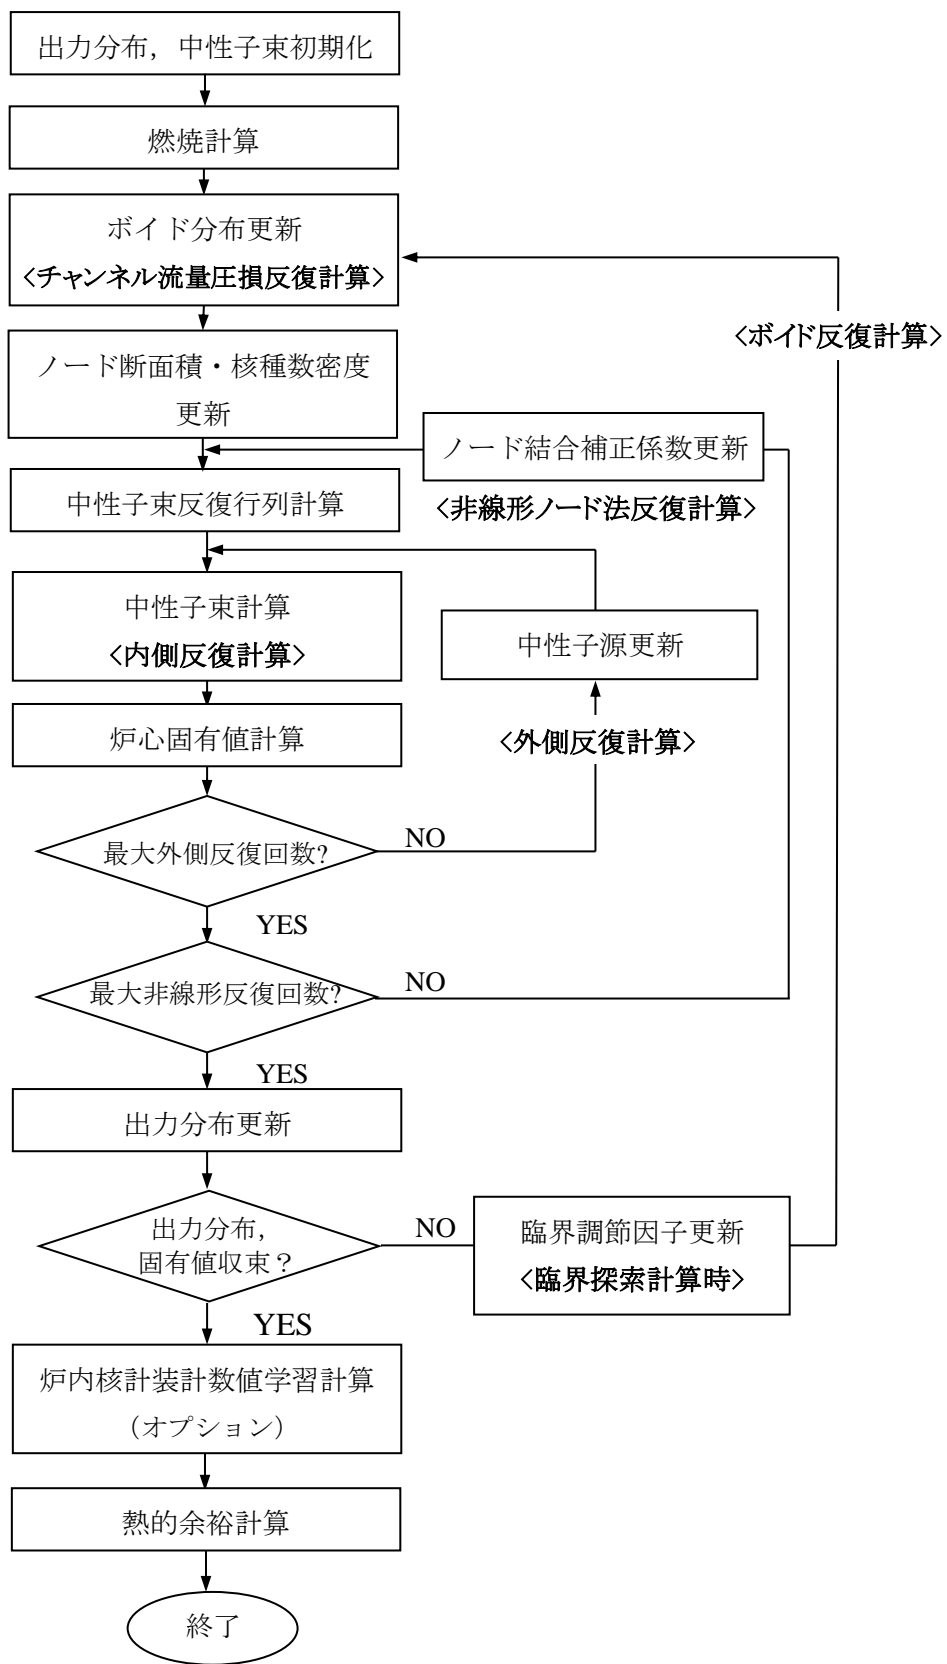 出力分布，中性子束初期化
燃焼計算
ボイド分布更新
<チャンネル流量圧損反復計算>
<ボイド反復計算>
ノード断面積・核種数密度
更新
ノード結合補正係数更新
<非線形ノード法反復計算>
中性子束反復行列計算
中性子束計算
<内側反復計算>
中性子源更新
炉心固有値計算
<外側反復計算>
最大外側反復回数?
NO
YES
最大非線形反復回数?
NO
YES
出力分布更新
出力分布，
固有値収束？
NO
臨界調節因子更新
<臨界探索計算時>
YES
炉内核計装計数値学習計算
（オプション）
熱的余裕計算
終了